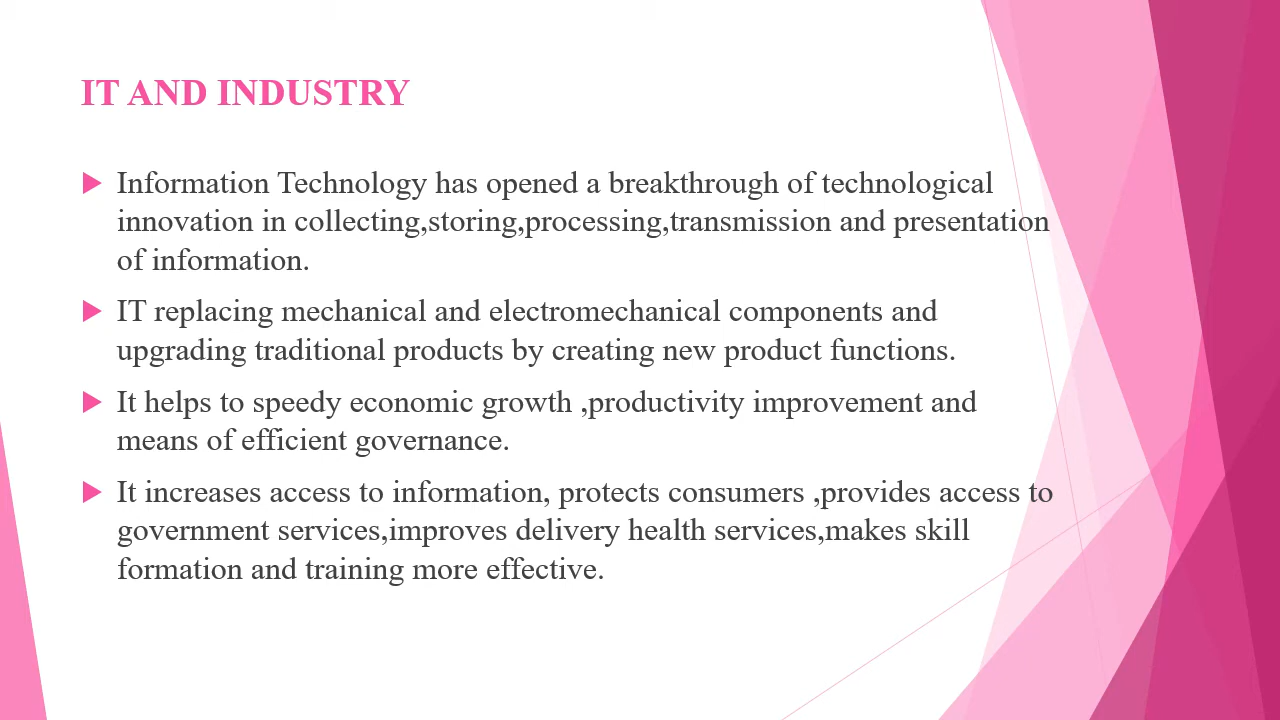 IT AND INDUSTRY
Information Technology has opened a breakthrough of technological
innovation in collecting,storing,processing,transmission and presentation
of information.
IT replacing mechanical and electromechanical components and
upgrading traditional products by creating new product functions.
It helps to speedy economic growth ,productivity improvement and
means of efficient governance.
It increases access to information, protects consumers ,provides access to
government services,improves delivery health services,makes skill
formation and training more effective.